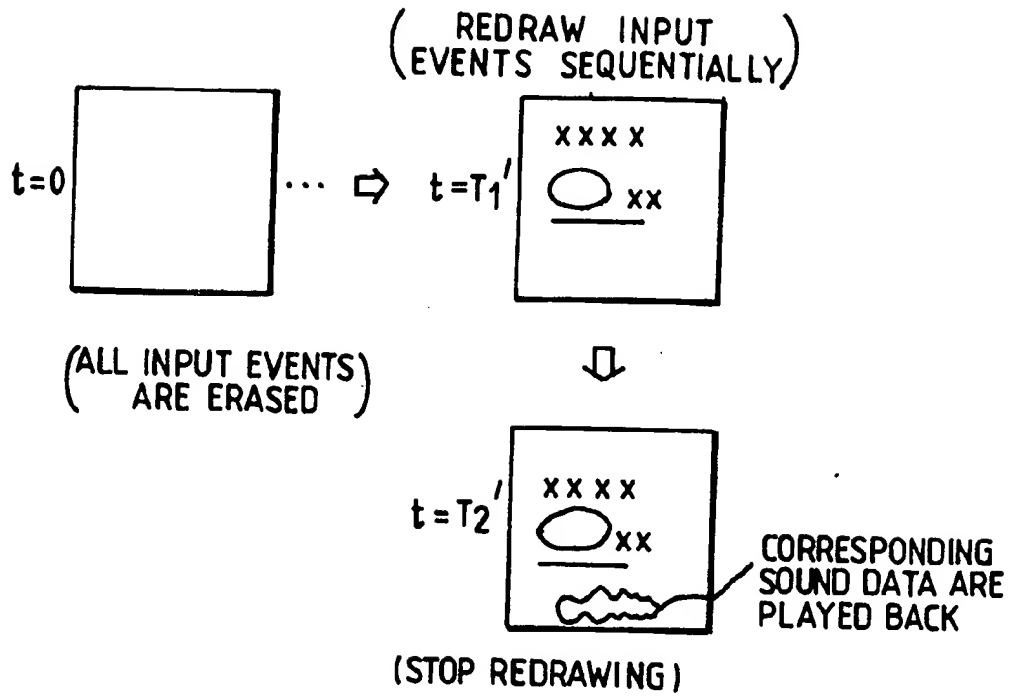 (REDRAW INPUT
EVENTS SEQUENTIALLY)
t=0
...
t=T1'
xxxx
xx
(ALL INPUT EVENTS
ARE ERASED)
t=T2'
xxxx
xx
CORRESPONDING
SOUND DATA ARE
PLAYED BACK
(STOP REDRAWING)